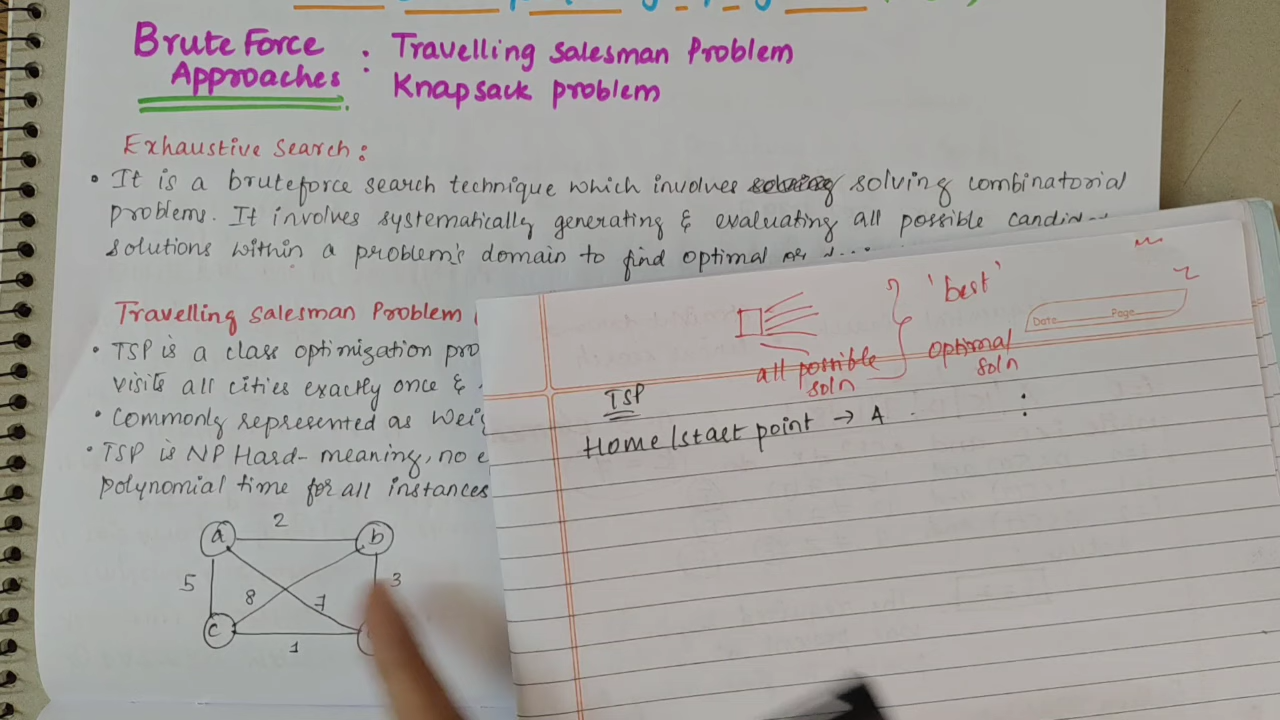 Brute Force : Travelling Salesman Problem
Approaches Knapsack problem
Exhaustive Search:
• It is a bruteforce search technique which involves solving combinatorial
problems. It involves systematically generating & evaluating all possible
solutions within a problem's domain to find optimal
Travelling Salesman Problem
• TSP is a class optimization
visits all cities exactly once &
• Commonly represented as
• TSP is NP Hard- meaning, no
polynomial time for all instances
a 2 b
5 8 7 3
c 1
'best'
all possible
soln
optimal
soln
Date Page
TSP
Home/start point → A :